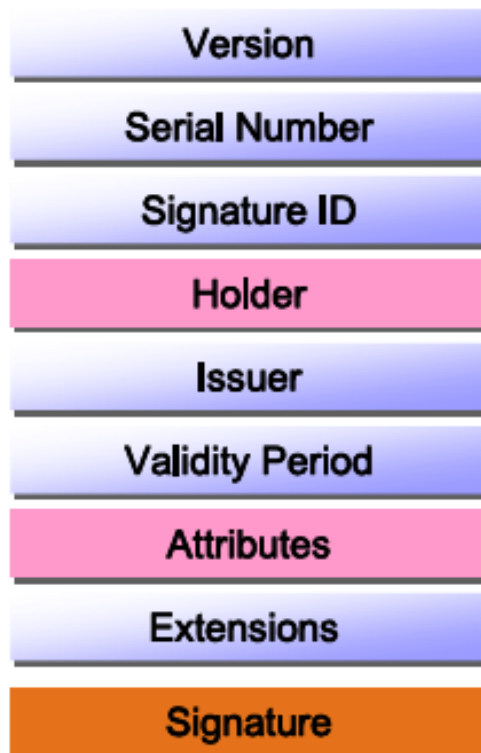 Version
Serial Number
Signature ID
Holder
Issuer
Validity Period
Attributes
Extensions
Signature